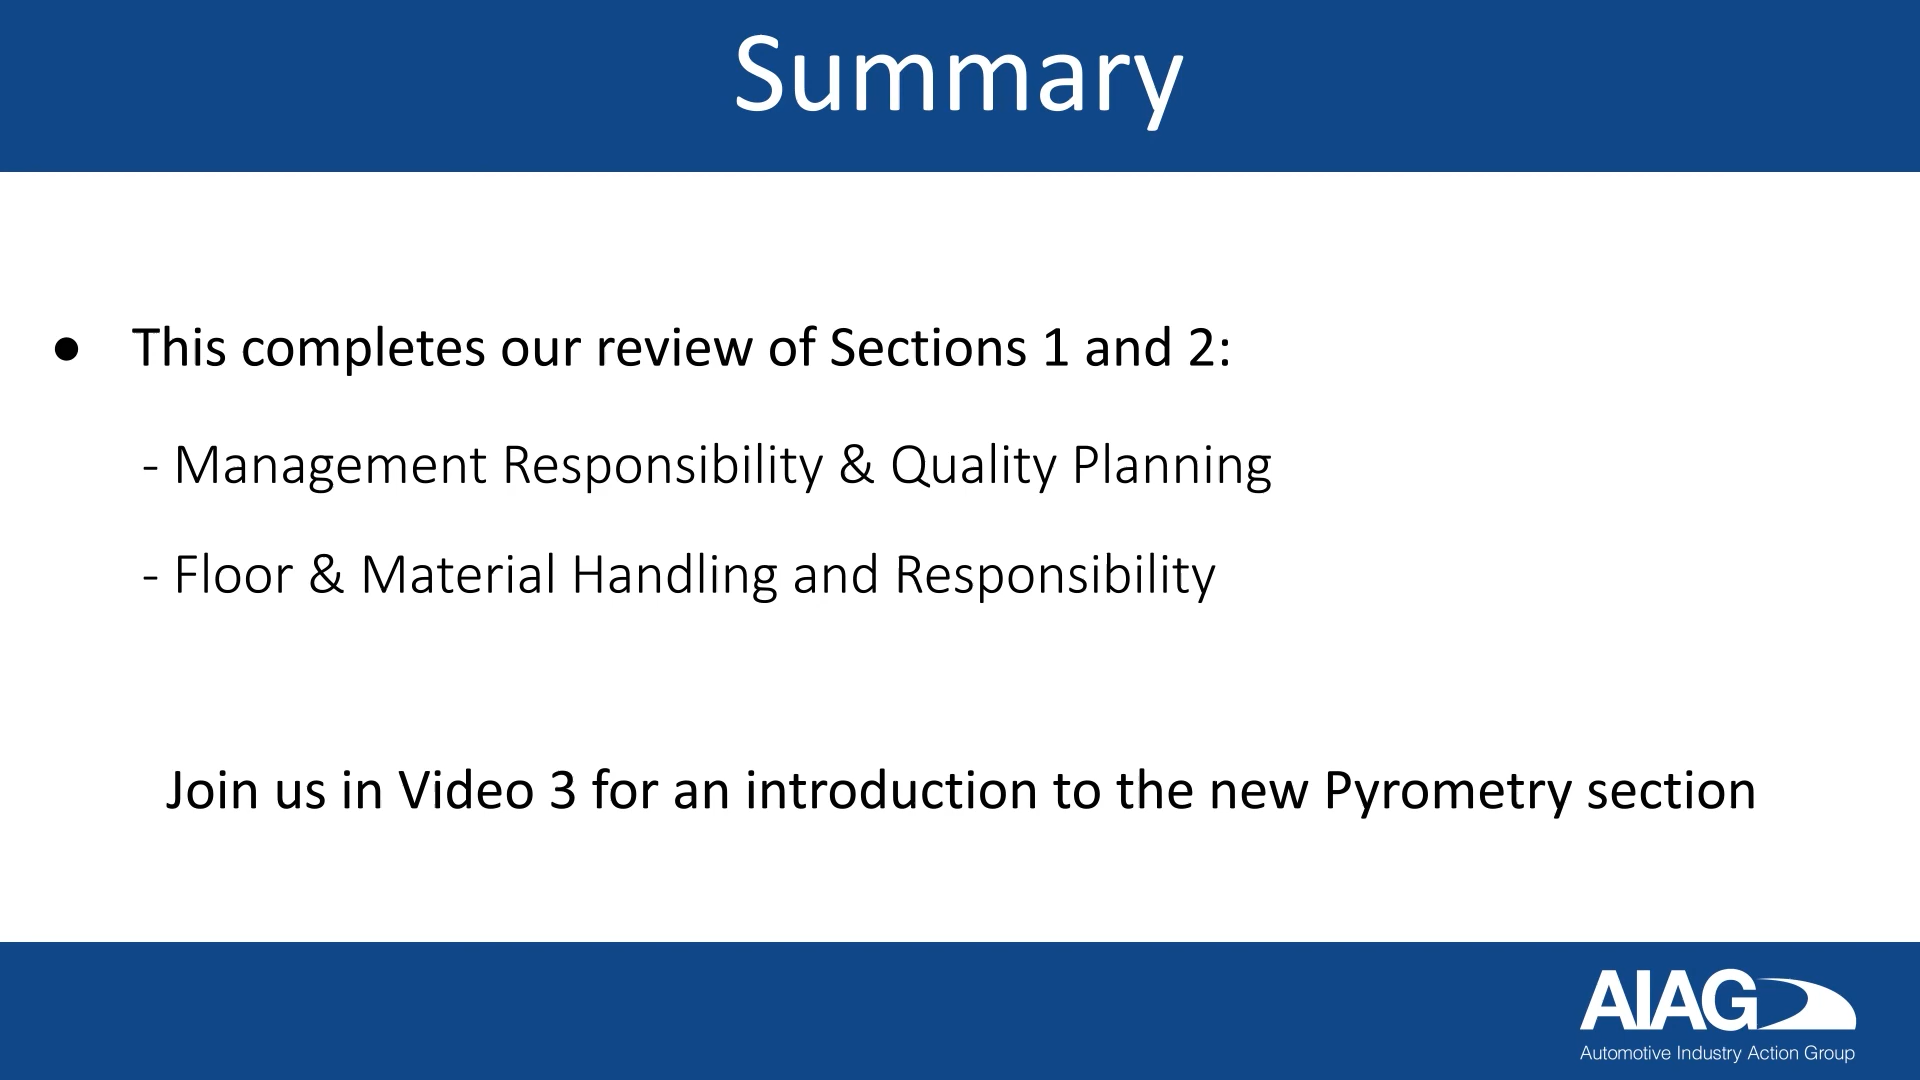 Summary
● This completes our review of Sections 1 and 2:
- Management Responsibility & Quality Planning
- Floor & Material Handling and Responsibility
Join us in Video 3 for an introduction to the new Pyrometry section
AIAG
Automotive Industry Action Group